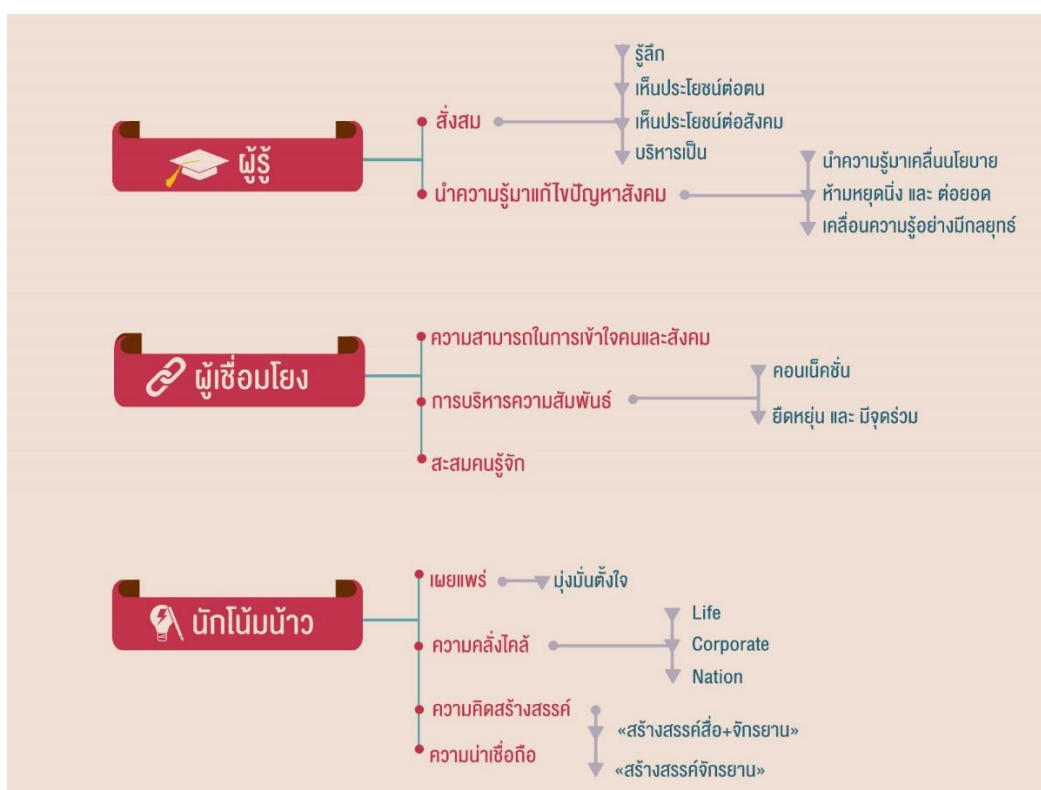 ผู้รู้
สั่งสม
รู้ลึก
เห็นประโยชน์ต่อตน
เห็นประโยชน์ต่อสังคม
บริหารเป็น
นำความรู้มาแก้ไขปัญหาสังคม
นำความรู้มาเคลื่อนนโยบาย
ห้ามหยุดนิ่ง และ ต่อยอด
เคลื่อนความรู้อย่างมีกลยุทธ์
ผู้เชื่อมโยง
ความสามารถในการเข้าใจคนและสังคม
การบริหารความสัมพันธ์
คอนเน็คชั่น
ยืดหยุ่น และ มีจุดร่วม
สะสมคนรู้จัก
นักโน้มน้าว
เผยแพร่
มุ่งมั่นตั้งใจ
ความคลั่งไคล้
Life
Corporate
Nation
ความคิดสร้างสรรค์
«สร้างสรรค์สื่อ+จักรยาน»
«สร้างสรรค์จักรยาน»
ความน่าเชื่อถือ